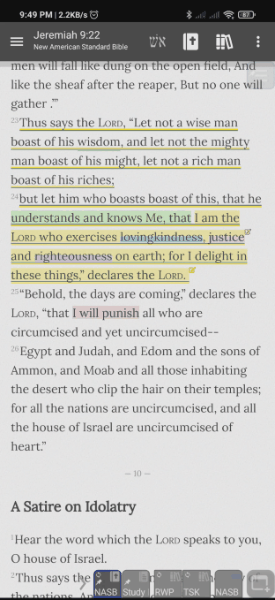 9:49 PM | 2.2KB/s
83
Jeremiah 9:22
New American Standard Bible
אשׁ
men will fall like dung on the open field, And
like the sheaf after the reaper, But no one will
gather .'”
23Thus says the LORD, “Let not a wise man
boast of his wisdom, and let not the mighty
man boast of his might, let not a rich man
boast of his riches;
24but let him who boasts boast of this, that he
understands and knows Me, that I am the
LORD who exercises lovingkindness, justice
and righteousness on earth; for I delight in
these things,” declares the LORD.
25“Behold, the days are coming,” declares the
LORD, “that I will punish all who are
circumcised and yet uncircumcised--
26Egypt and Judah, and Edom and the sons of
Ammon, and Moab and all those inhabiting
the desert who clip the hair on their temples;
for all the nations are uncircumcised, and all
the house of Israel are uncircumcised of
heart.”
— 10 —
A Satire on Idolatry
1Hear the word which the LORD speaks to you,
O house of Israel.
2Thus says the
the nations, An
NASB Study RWP TSK NASB